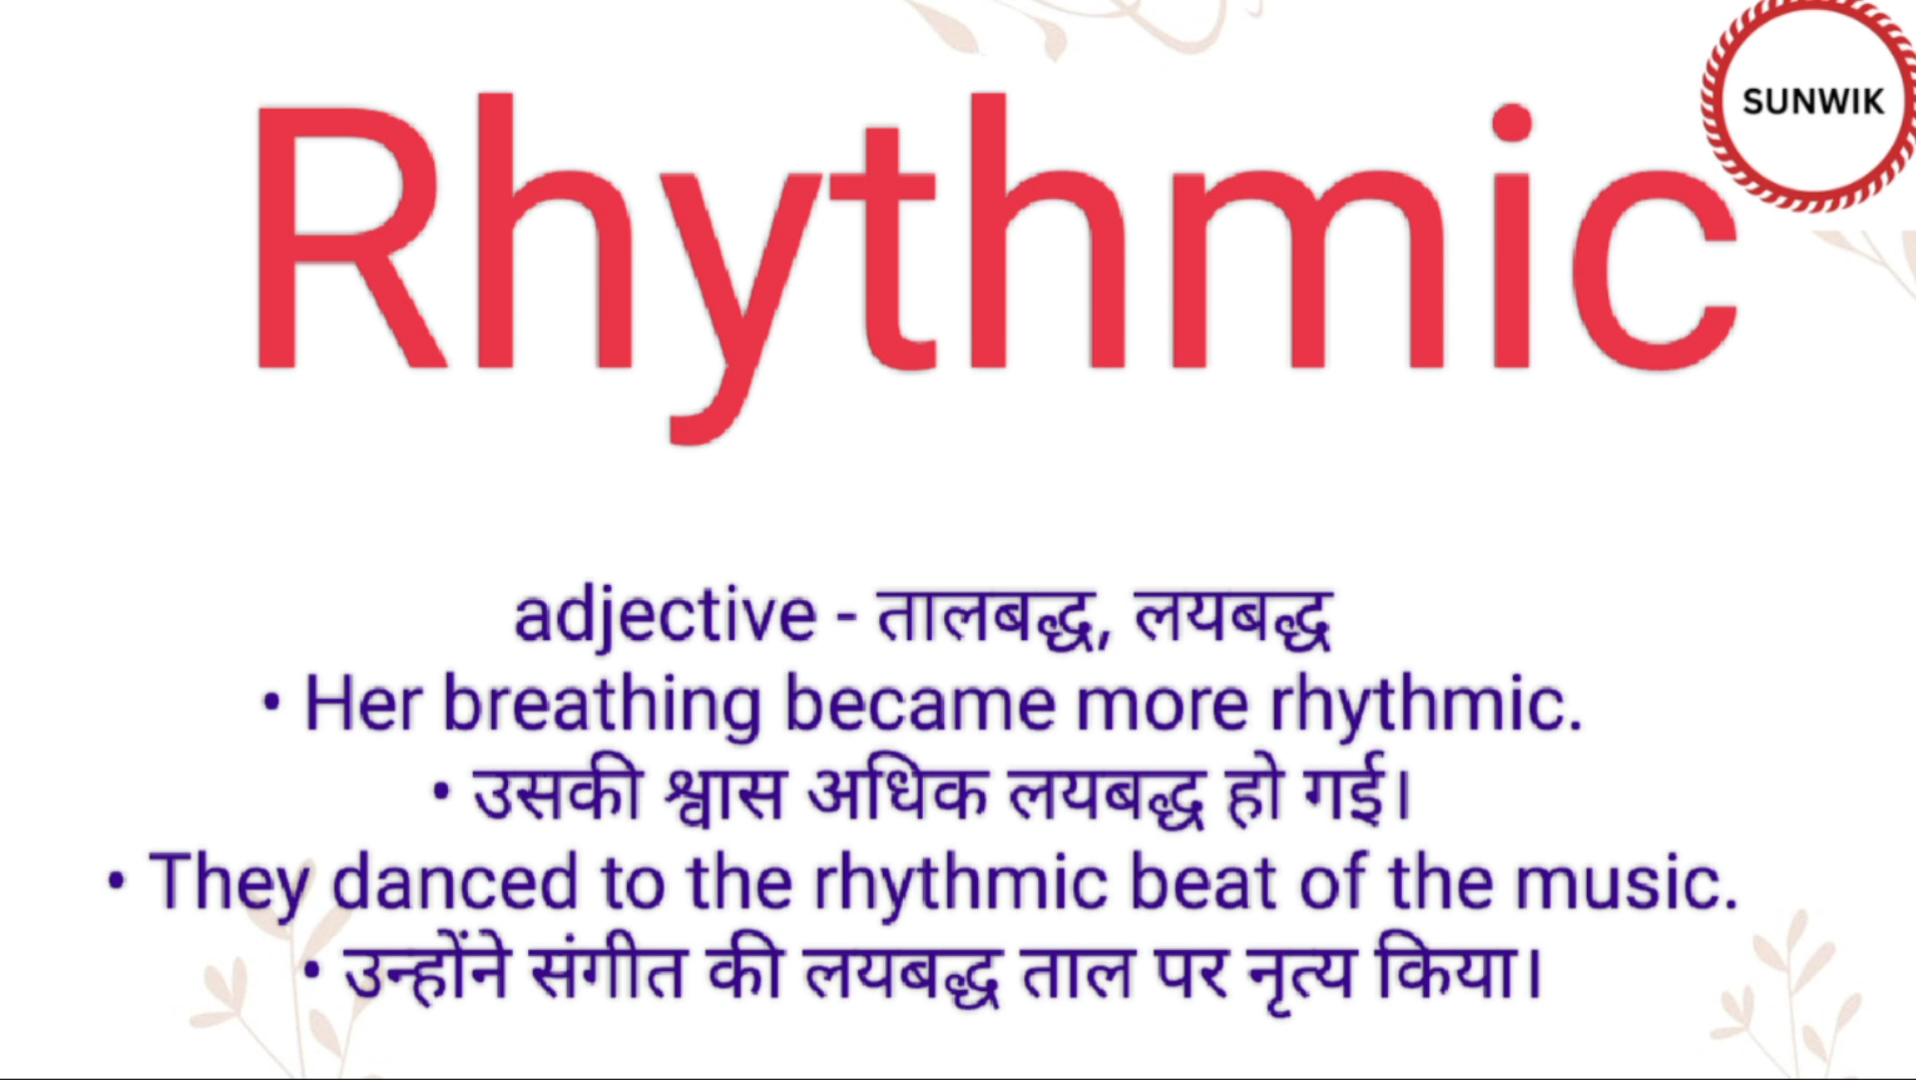 SUNWIK
Rhythmic
adjective - तालबद्ध, लयबद्ध
• Her breathing became more rhythmic.
• उसकी श्वास अधिक लयबद्ध हो गई।
• They danced to the rhythmic beat of the music.
• उन्होंने संगीत की लयबद्ध ताल पर नृत्य किया।